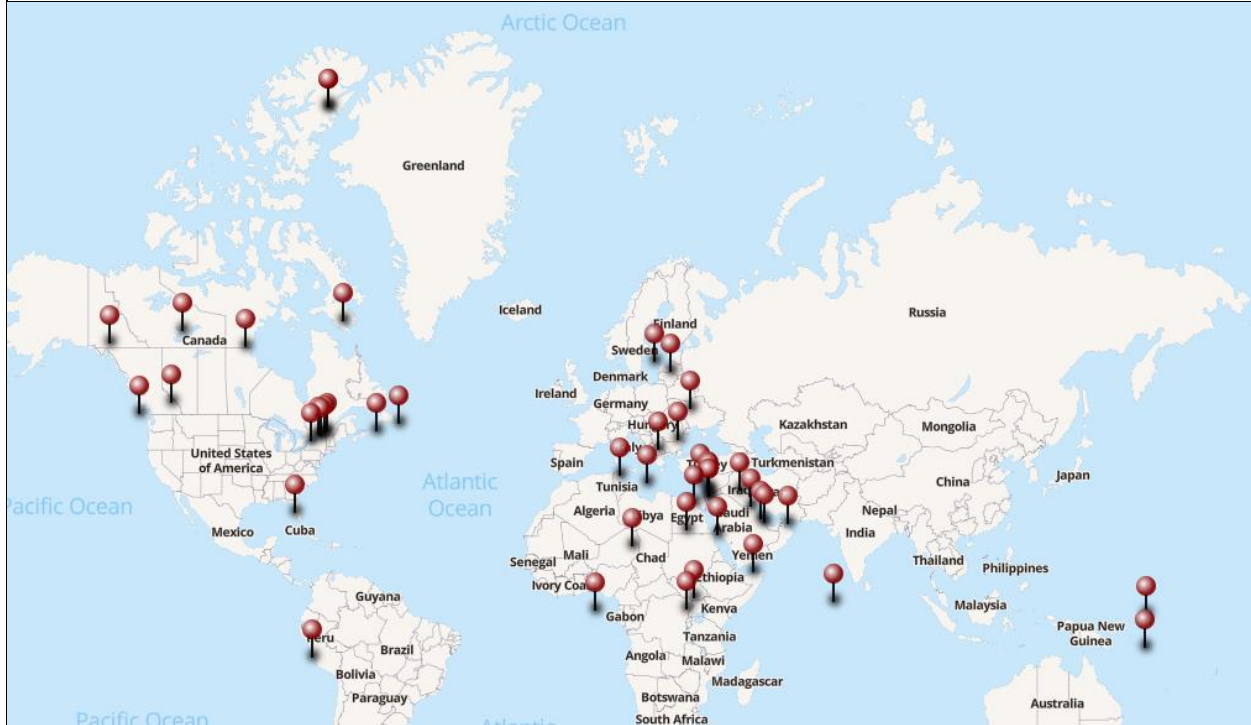 Arctic Ocean
Greenland
Iceland
Finland
Russia
Canada
Sweden
Denmark
Ireland
Germany
Kazakhstan
Mongolia
United States
of America
Spain
Turkmenistan
Japan
Atlantic
Ocean
Tunisia
China
Pacific Ocean
Algeria
Egypt
Arabia
Nepal
India
Mexico
Cuba
Senegal
Mali
Chad
Yemen
Thailand
Philippines
Ivory Coa
Ethiopia
Guyana
Gabon
Kenya
Malaysia
Papua New
Guinea
Brazil
Tanzania
Angola
Malawi
Bolivia
Madagascar
Paraguay
Botswana
Australia
Pacific Ocean
Atlantic
South Africa